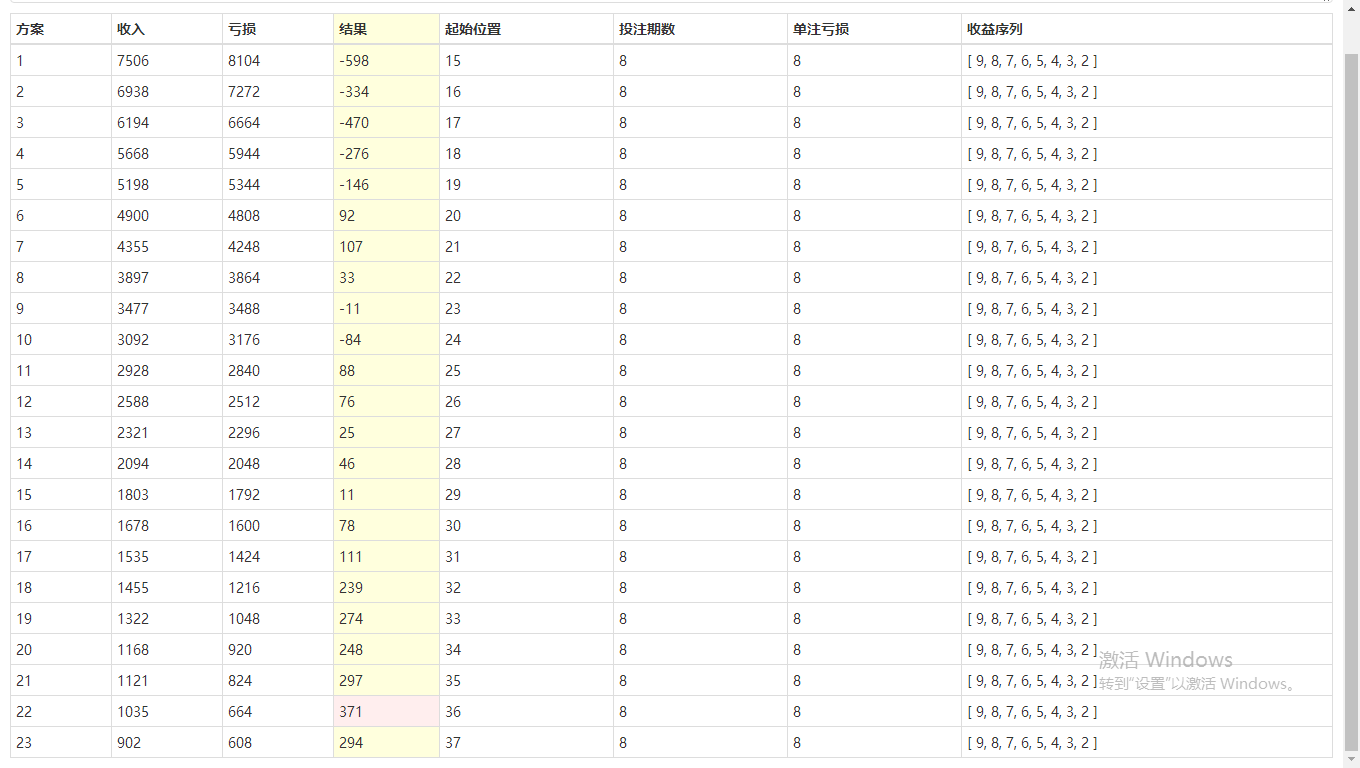 方案 收入 亏损 结果 起始位置 投注期数 单注亏损 收益序列
1 7506 8104 -598 15 8 8 [ 9, 8, 7, 6, 5, 4, 3, 2 ]
2 6938 7272 -334 16 8 8 [ 9, 8, 7, 6, 5, 4, 3, 2 ]
3 6194 6664 -470 17 8 8 [ 9, 8, 7, 6, 5, 4, 3, 2 ]
4 5668 5944 -276 18 8 8 [ 9, 8, 7, 6, 5, 4, 3, 2 ]
5 5198 5344 -146 19 8 8 [ 9, 8, 7, 6, 5, 4, 3, 2 ]
6 4900 4808 92 20 8 8 [ 9, 8, 7, 6, 5, 4, 3, 2 ]
7 4355 4248 107 21 8 8 [ 9, 8, 7, 6, 5, 4, 3, 2 ]
8 3897 3864 33 22 8 8 [ 9, 8, 7, 6, 5, 4, 3, 2 ]
9 3477 3488 -11 23 8 8 [ 9, 8, 7, 6, 5, 4, 3, 2 ]
10 3092 3176 -84 24 8 8 [ 9, 8, 7, 6, 5, 4, 3, 2 ]
11 2928 2840 88 25 8 8 [ 9, 8, 7, 6, 5, 4, 3, 2 ]
12 2588 2512 76 26 8 8 [ 9, 8, 7, 6, 5, 4, 3, 2 ]
13 2321 2296 25 27 8 8 [ 9, 8, 7, 6, 5, 4, 3, 2 ]
14 2094 2048 46 28 8 8 [ 9, 8, 7, 6, 5, 4, 3, 2 ]
15 1803 1792 11 29 8 8 [ 9, 8, 7, 6, 5, 4, 3, 2 ]
16 1678 1600 78 30 8 8 [ 9, 8, 7, 6, 5, 4, 3, 2 ]
17 1535 1424 111 31 8 8 [ 9, 8, 7, 6, 5, 4, 3, 2 ]
18 1455 1216 239 32 8 8 [ 9, 8, 7, 6, 5, 4, 3, 2 ]
19 1322 1048 274 33 8 8 [ 9, 8, 7, 6, 5, 4, 3, 2 ]
20 1168 920 248 34 8 8 [ 9, 8, 7, 6, 5, 4, 3, 2 ]
激活 Windows
21 1121 824 297 35 8 8 [ 9, 8, 7, 6, 5, 4, 3, 2 ]
转到“设置”以激活 Windows。
22 1035 664 371 36 8 8 [ 9, 8, 7, 6, 5, 4, 3, 2 ]
23 902 608 294 37 8 8 [ 9, 8, 7, 6, 5, 4, 3, 2 ]